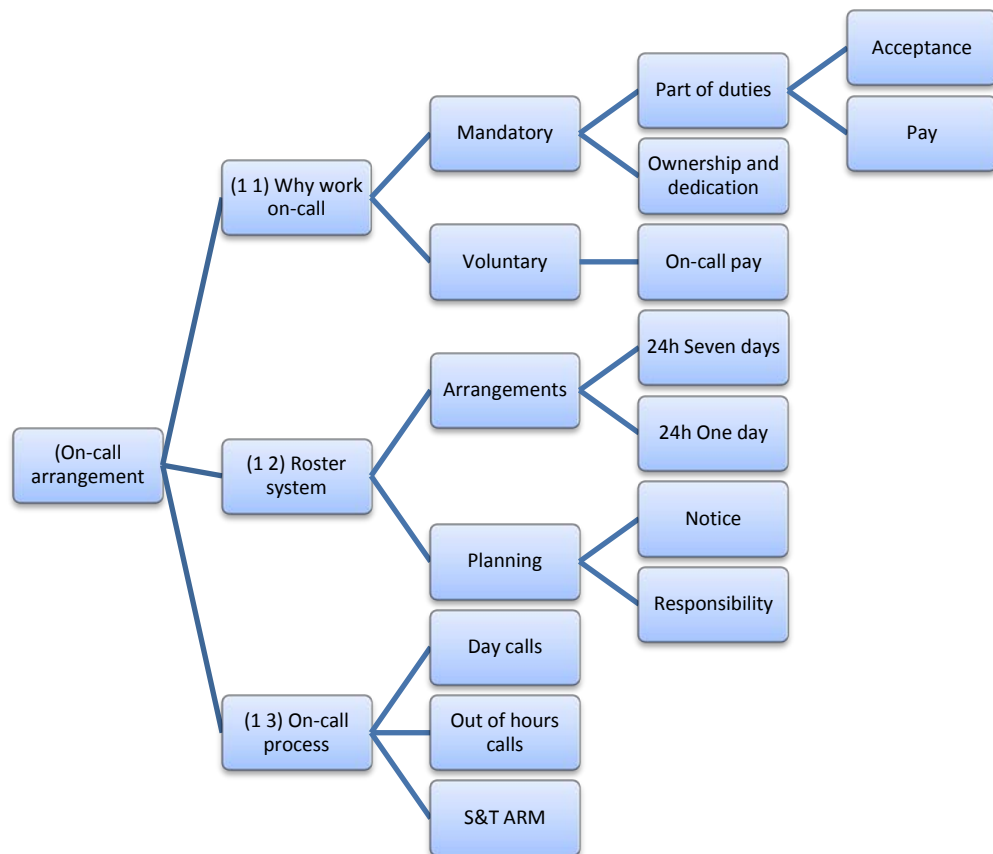 Acceptance
Part of duties
Pay
Mandatory
Ownership and
dedication
(1 1) Why work
on-call
Voluntary
On-call pay
24h Seven days
Arrangements
24h One day
(On-call
arrangement
(1 2) Roster
system
Notice
Planning
Responsibility
Day calls
(1 3) On-call
process
Out of hours
calls
S&T ARM